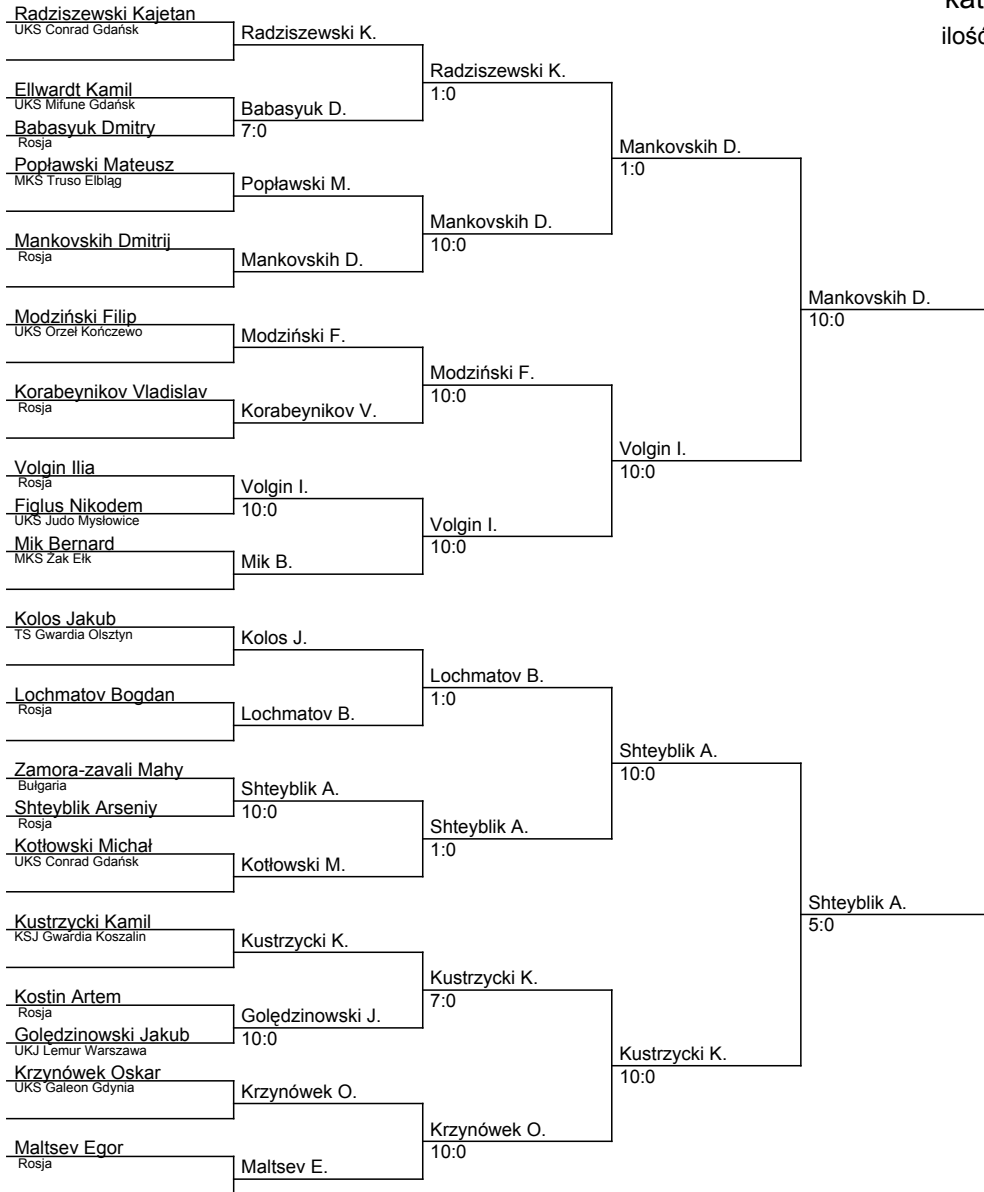 Radziszewski Kajetan
UKS Conrad Gdańsk
Ellwardt Kamil
UKS Mifune Gdańsk
Babasyuk Dmitry
Rosja
Popławski Mateusz
MKS Truso Elbląg
Mankovskih Dmitrij
Rosja
Modziński Filip
UKS Orzeł Kończewo
Korabeynikov Vladislav
Rosja
Volgin Ilia
Rosja
Figlus Nikodem
UKS Judo Mysłowice
Mik Bernard
MKS Żak Ełk
Kolos Jakub
TS Gwardia Olsztyn
Lochmatov Bogdan
Rosja
Zamora-zavali Mahy
Bułgaria
Shteyblik Arseniy
Rosja
Kotłowski Michał
UKS Conrad Gdańsk
Kustrzycki Kamil
KSJ Gwardia Koszalin
Kostin Artem
Rosja
Golędzinowski Jakub
UKJ Lemur Warszawa
Krzynówek Oskar
UKS Galeon Gdynia
Maltsev Egor
Rosja
Radziszewski K.
Babasyuk D.
7:0
Popławski M.
Mankovskih D.
Modziński F.
Korabeynikov V.
Volgin I.
10:0
Mik B.
Kolos J.
Lochmatov B.
Shteyblik A.
10:0
Kotłowski M.
Kustrzycki K.
Golędzinowski J.
10:0
Krzynówek O.
Maltsev E.
Radziszewski K.
1:0
Mankovskih D.
10:0
Modziński F.
10:0
Volgin I.
10:0
Lochmatov B.
1:0
Shteyblik A.
1:0
Kustrzycki K.
7:0
Krzynówek O.
10:0
Mankovskih D.
1:0
Volgin I.
10:0
Shteyblik A.
10:0
Kustrzycki K.
10:0
Mankovskih D.
10:0
Shteyblik A.
5:0
ilość